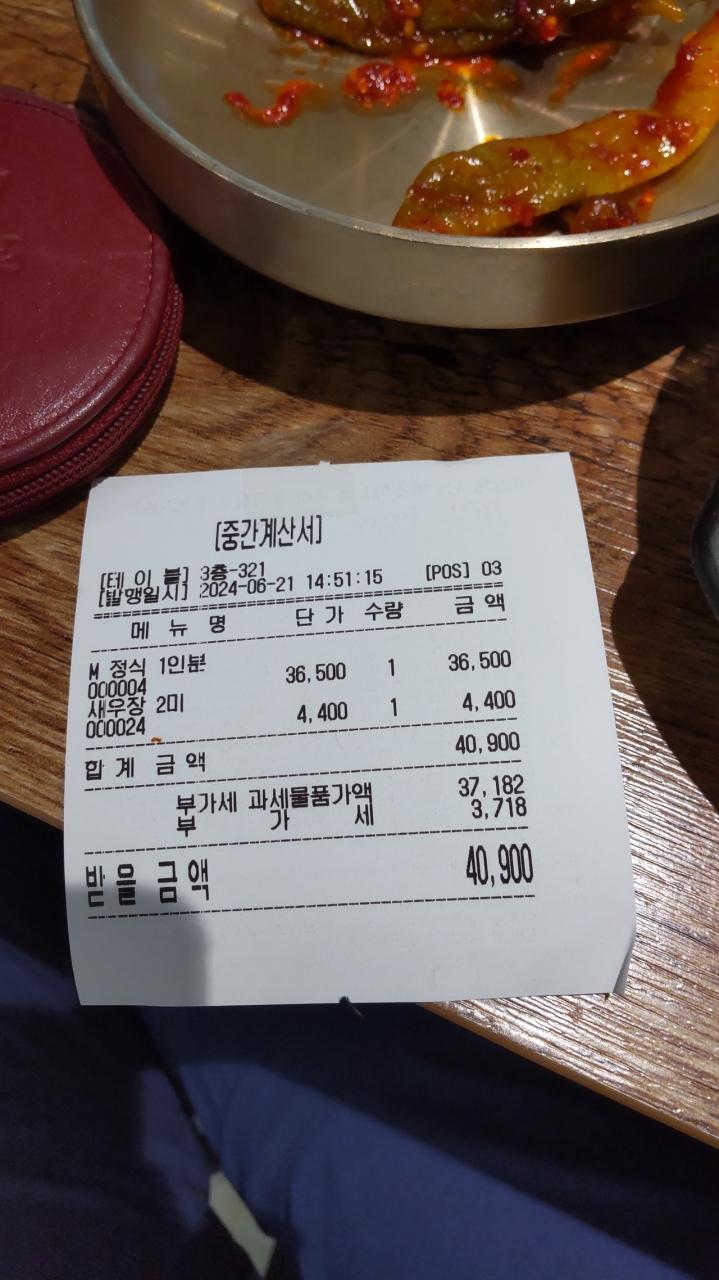 [중간계산서]
[테 이 블] 3층-321
[발행일시] 2024-06-21 14:51:15 [POS] 03
메 뉴 명 단 가 수량 금 액
M 정식 1인분 36,500 1 36,500
000004
새우장 2미 4,400 1 4,400
000024
합 계 금 액 40,900
부가세 과세물품가액 37,182
부 가 세 3,718
받 을 금 액 40,900